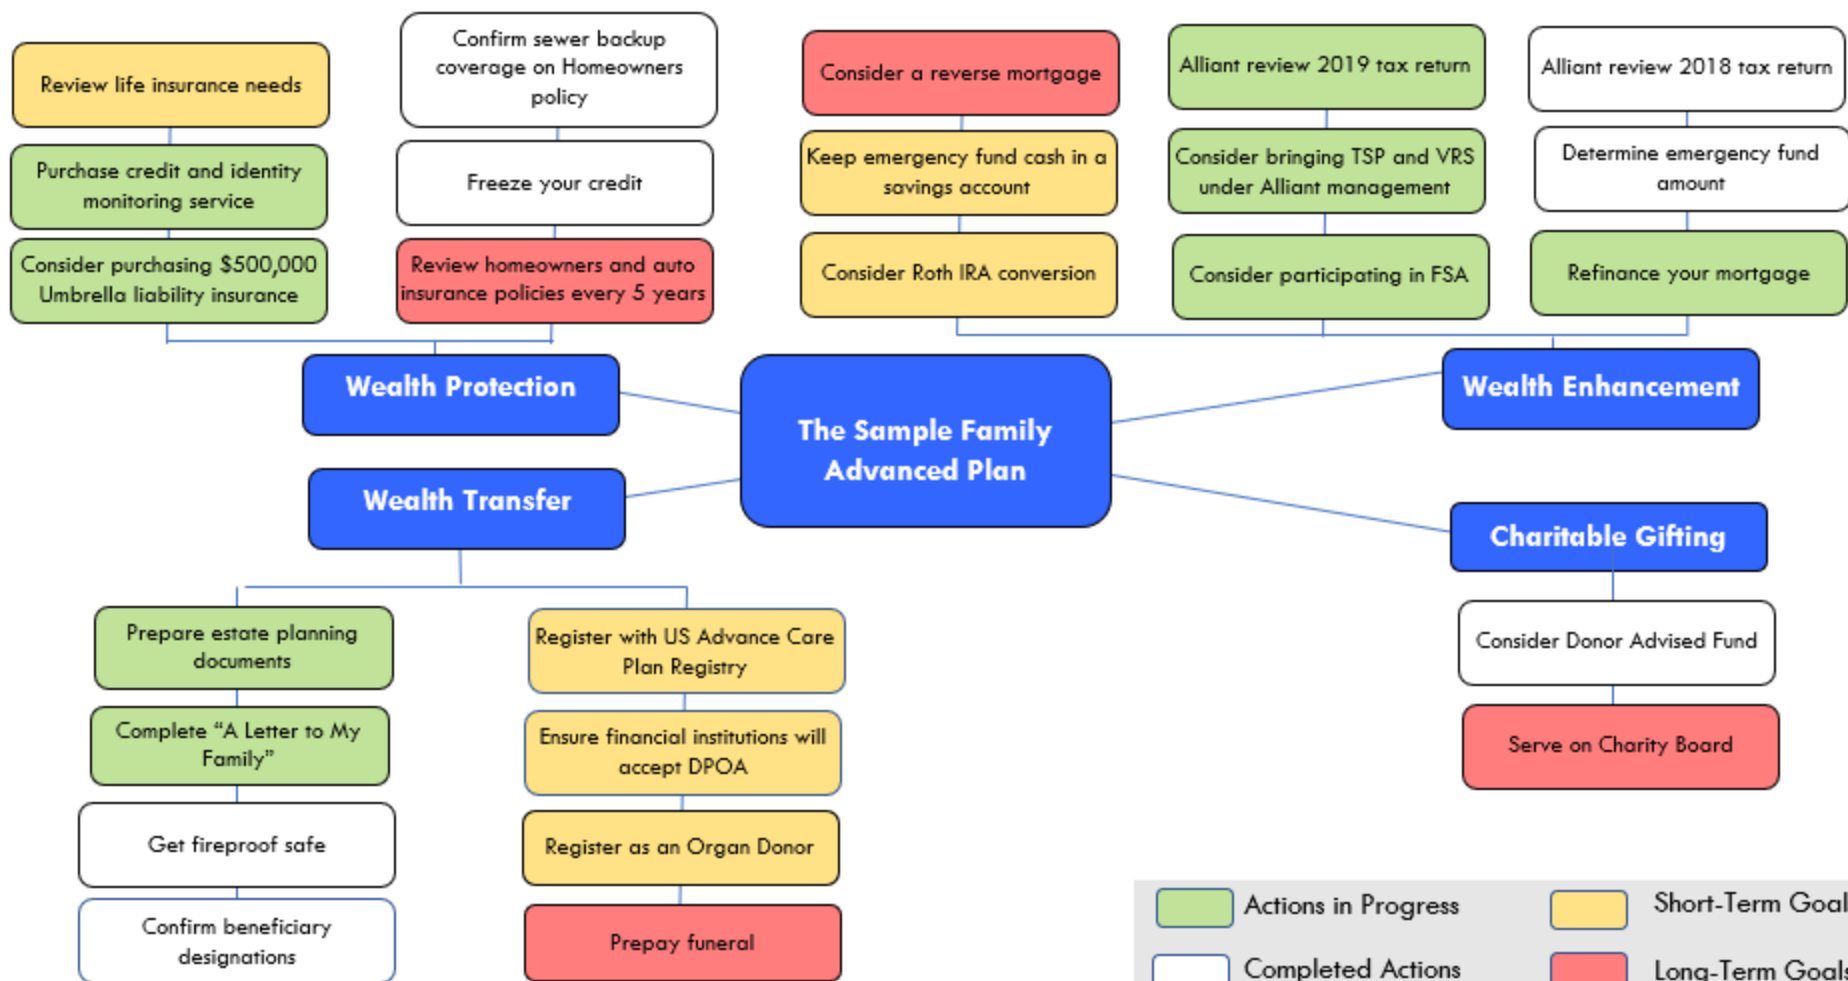 Review life insurance needs
Purchase credit and identity
monitoring service
Consider purchasing $500,000
Umbrella liability insurance
Confirm sewer backup
coverage on Homeowners
policy
Freeze your credit
Review homeowners and auto
insurance policies every 5 years
Consider a reverse mortgage
Keep emergency fund cash in a
savings account
Consider Roth IRA conversion
Alliant review 2019 tax return
Consider bringing TSP and VRS
under Alliant management
Consider participating in FSA
Alliant review 2018 tax return
Determine emergency fund
amount
Refinance your mortgage
Wealth Protection
The Sample Family
Advanced Plan
Wealth Enhancement
Wealth Transfer
Charitable Gifting
Prepare estate planning
documents
Complete “A Letter to My
Family”
Get fireproof safe
Confirm beneficiary
designations
Register with US Advance Care
Plan Registry
Ensure financial institutions will
accept DPOA
Register as an Organ Donor
Prepay funeral
Consider Donor Advised Fund
Serve on Charity Board
Actions in Progress
Short-Term Goal
Completed Actions
Long-Term Goals